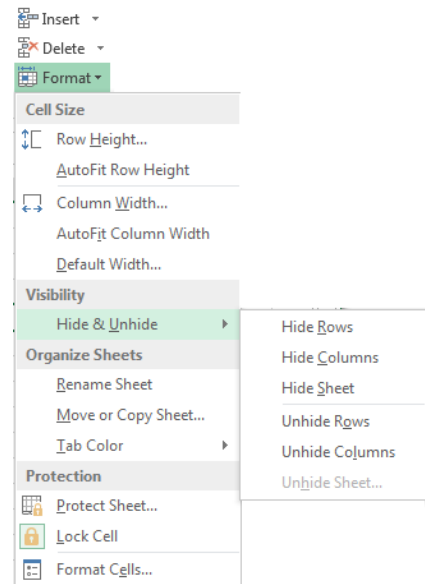 Insert
Delete
Format
Cell Size
Row Height...
AutoFit Row Height
Column Width...
AutoFit Column Width
Default Width...
Visibility
Hide & Unhide
Hide Rows
Hide Columns
Hide Sheet
Unhide Rows
Unhide Columns
Unhide Sheet...
Organize Sheets
Rename Sheet
Move or Copy Sheet...
Tab Color
Protection
Protect Sheet...
Lock Cell
Format Cells...